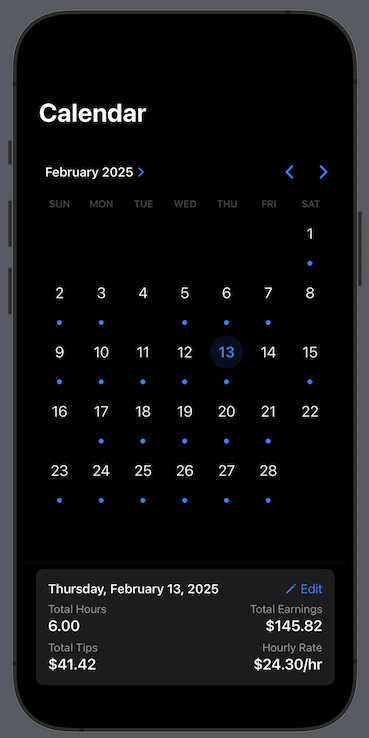 Calendar
February 2025
SUN MON TUE WED THU FRI SAT
1
2 3 4 5 6 7 8
9 10 11 12 13 14 15
16 17 18 19 20 21 22
23 24 25 26 27 28
Thursday, February 13, 2025 Edit
Total Hours Total Earnings
6.00 $145.82
Total Tips Hourly Rate
$41.42 $24.30/hr